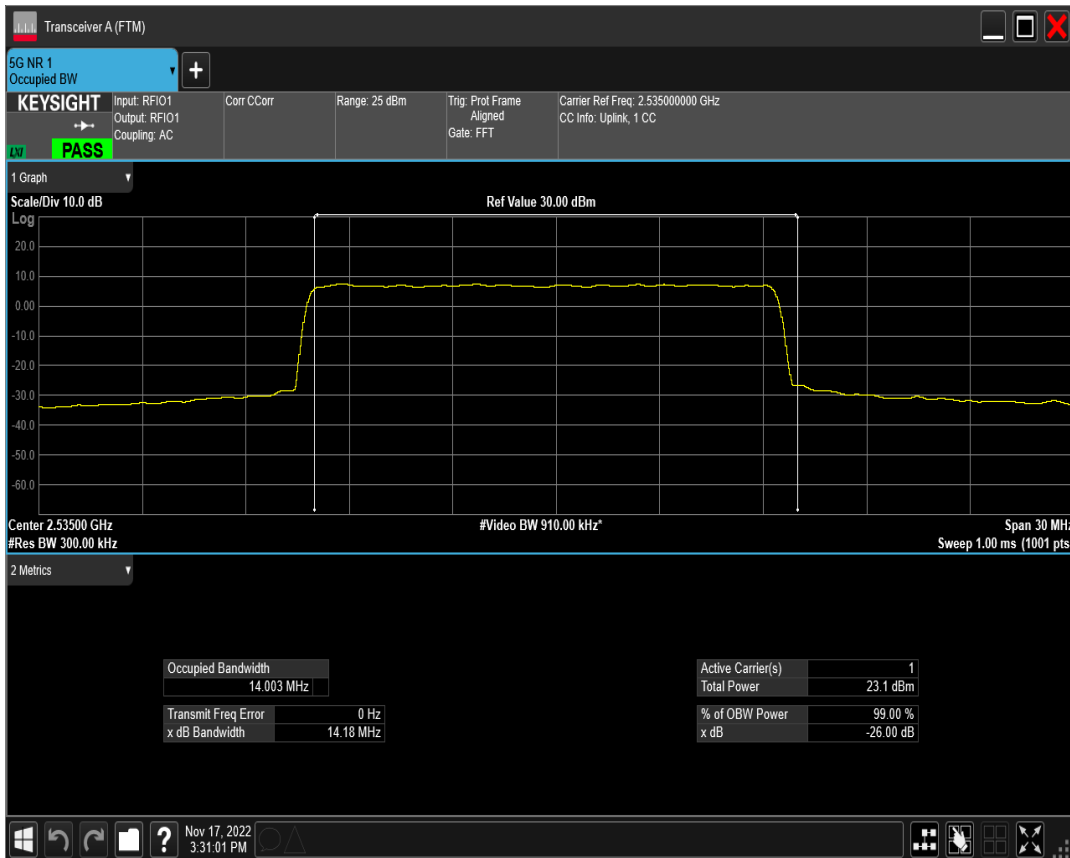 Transceiver A (FTM)
5G NR 1
Occupied BW
+
KEYSIGHT
LXI
PASS
Input: RFIO1
Output: RFIO1
Coupling: AC
Corr CCorr
Range: 25 dBm
Trig: Prot Frame
Aligned
Gate: FFT
Carrier Ref Freq: 2.535000000 GHz
CC Info: Uplink, 1 CC
1 Graph
Scale/Div 10.0 dB
Ref Value 30.00 dBm
Log
20.0
10.0
0.00
-10.0
-20.0
-30.0
-40.0
-50.0
-60.0
Center 2.53500 GHz
#Video BW 910.00 kHz*
Span 30 MHz
#Res BW 300.00 kHz
Sweep 1.00 ms (1001 pts
2 Metrics
Occupied Bandwidth
14.003 MHz
Transmit Freq Error 0 Hz
x dB Bandwidth 14.18 MHz
Active Carrier(s) 1
Total Power 23.1 dBm
% of OBW Power 99.00 %
x dB -26.00 dB
?
Nov 17, 2022
3:31:01 PM